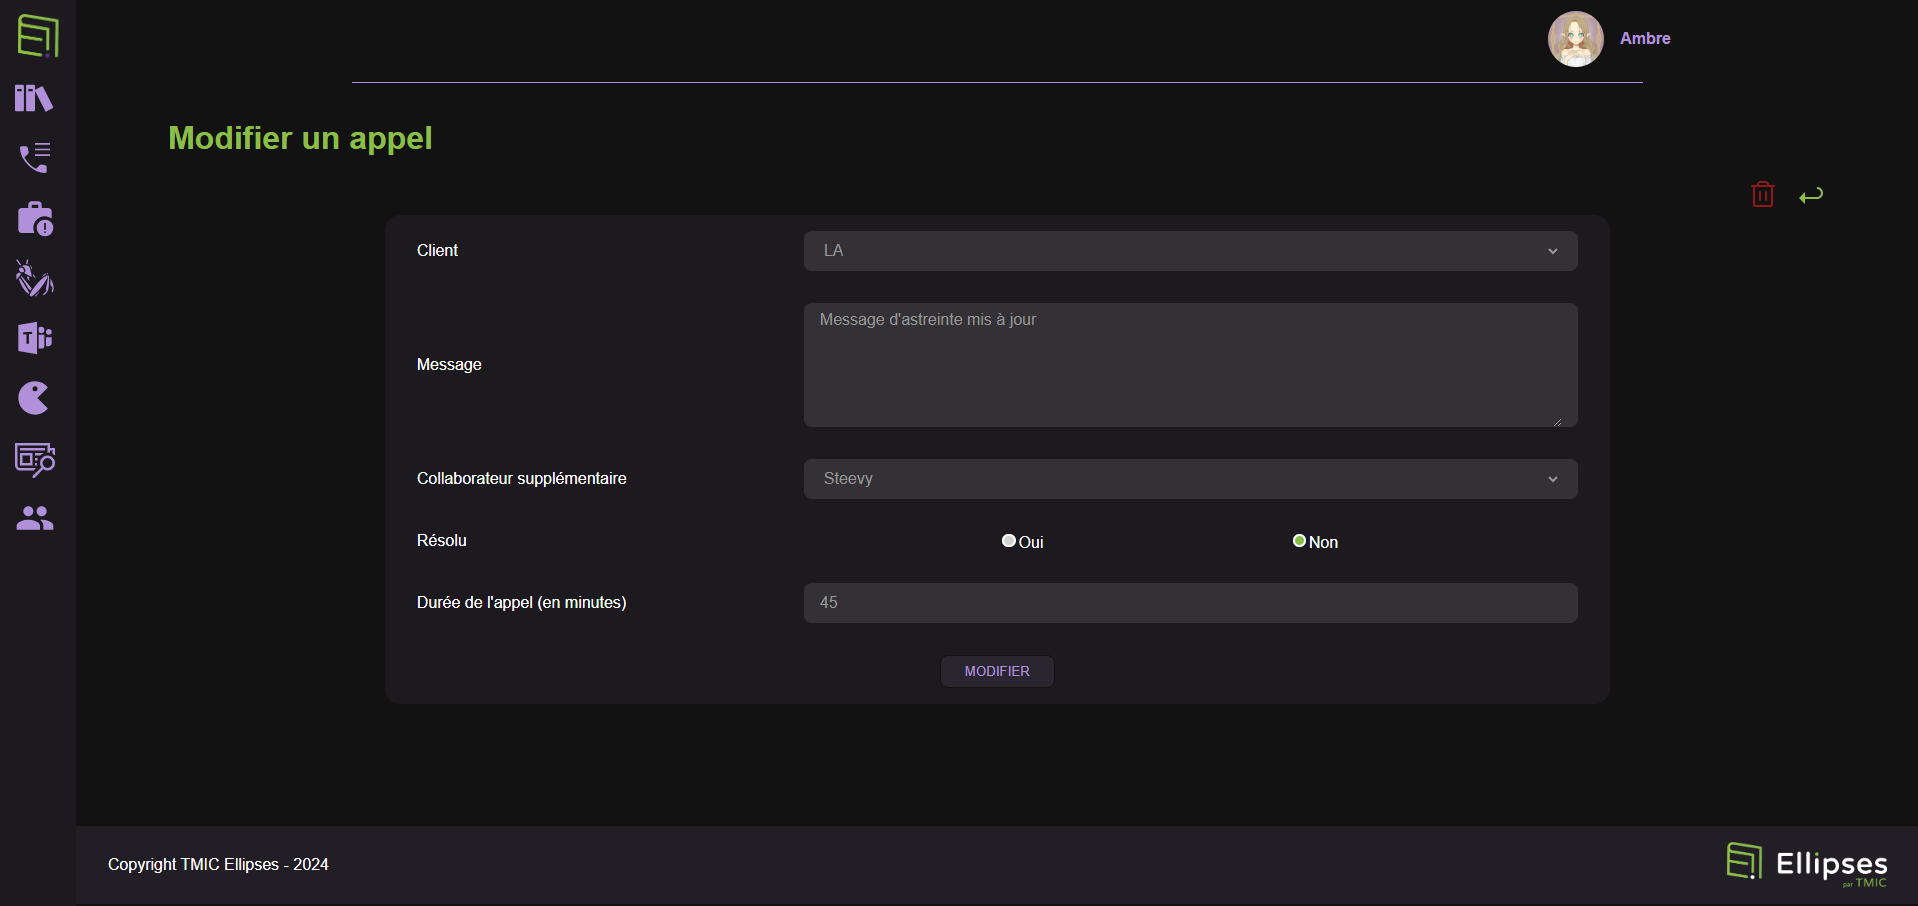 Ambre
Modifier un appel
Client
LA
Message
Message d'astreinte mis à jour
Collaborateur supplémentaire
Steevy
Résolu
Oui
Non
Durée de l'appel (en minutes)
45
MODIFIER
Copyright TMIC Ellipses - 2024
Ellipses
par TMIC